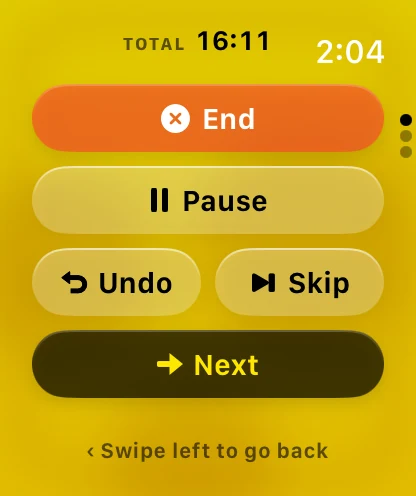 TOTAL 16:11
2:04
End
Pause
Undo
Skip
Next
‹ Swipe left to go back